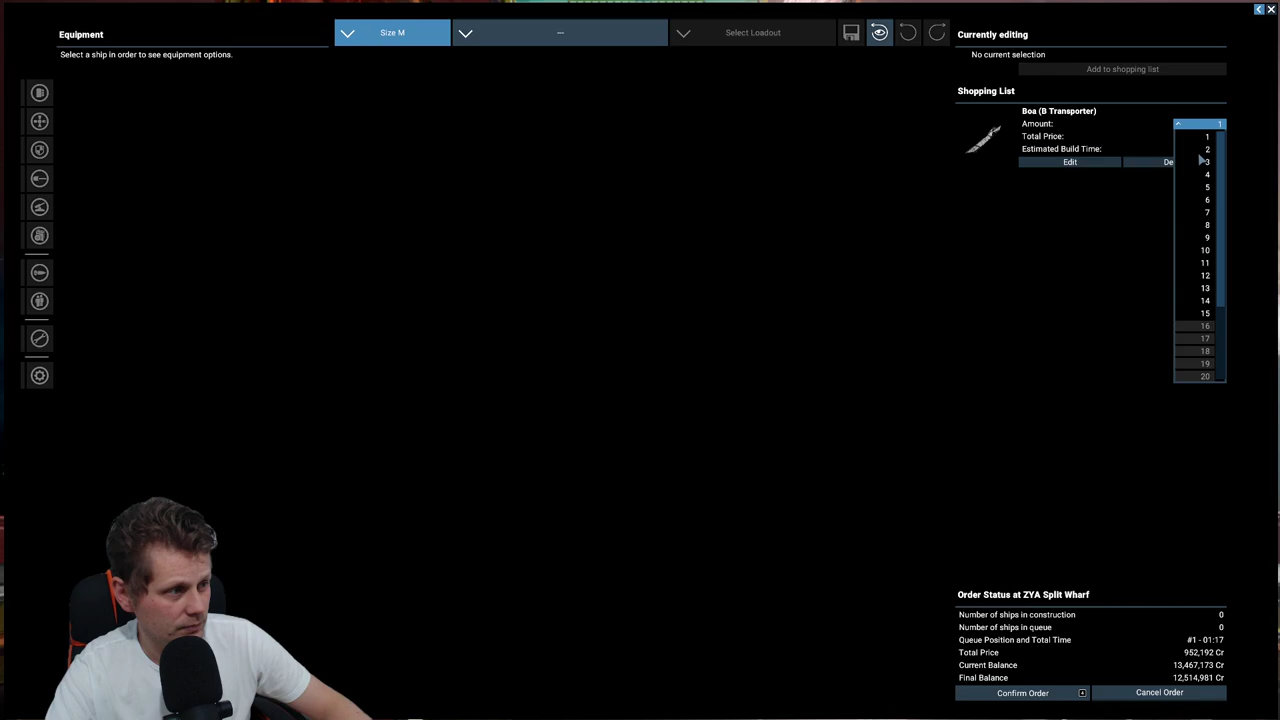 Equipment
Select a ship in order to see equipment options.
Size M
---
Select Loadout
Currently editing
No current selection
Add to shopping list
Shopping List
Boa (B Transporter)
Amount:
1
Total Price:
Estimated Build Time:
Edit
De
1
2
3
4
5
6
7
8
9
10
11
12
13
14
15
16
17
18
19
20
Order Status at ZYA Split Wharf
Number of ships in construction 0
Number of ships in queue 0
Queue Position and Total Time #1 - 01:17
Total Price 952,192 Cr
Current Balance 13,467,173 Cr
Final Balance 12,514,981 Cr
Confirm Order
Cancel Order